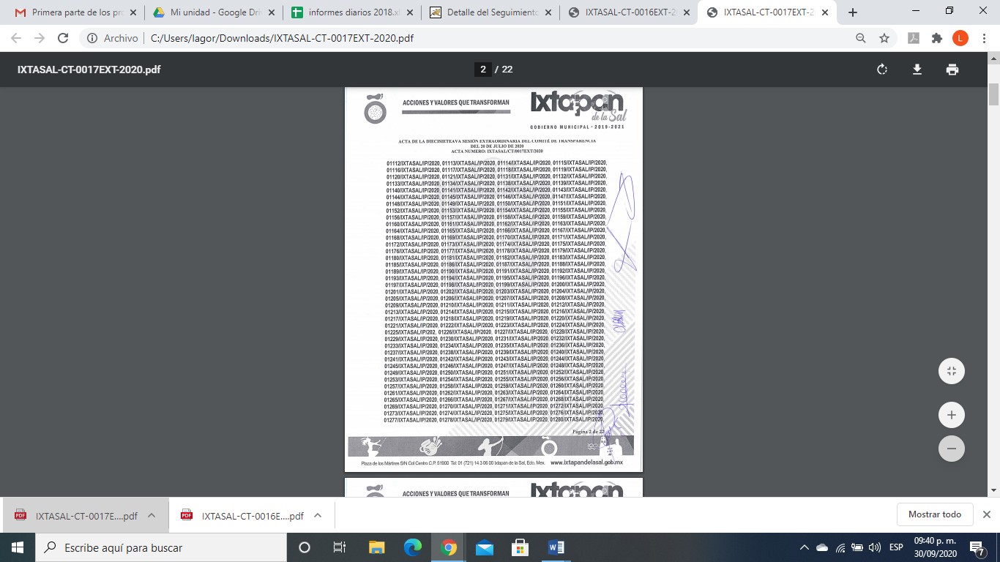 Primera parte de los pro
Mi unidad - Google Dri
informes diarios 2018.xl
Detalle del Seguimiento
IXTASAL-CT-0016EXT-2
IXTASAL-CT-0017EXT-2
Archivo | C:/Users/lagor/Downloads/IXTASAL-CT-0017EXT-2020.pdf
L
IXTASAL-CT-0017EXT-2020.pdf
2 / 22
ACCIONES Y VALORES QUE TRANSFORMAN
Ixtapan
de la Sal
GOBIERNO MUNICIPAL • 2019-2021
ACTA DE LA DIECISIETEAVA SESIÓN EXTRAORDINARIA DEL COMITÉ DE TRANSPARENCIA
DEL 20 DE JULIO DE 2020
ACTA NUMERO: IXTASAL/CT/0017EXT/2020
01112/IXTASAL/IP/2020, 01113/IXTASAL/IP/2020, 01114/IXTASAL/IP/2020, 01115/IXTASAL/IP/2020,
01116/IXTASAL/IP/2020, 01117/IXTASAL/IP/2020, 01118/IXTASAL/IP/2020, 01119/IXTASAL/IP/2020,
01120/IXTASAL/IP/2020, 01121/IXTASAL/IP/2020, 01131/IXTASAL/IP/2020, 01132/IXTASAL/IP/2020,
01133/IXTASAL/IP/2020, 01134/IXTASAL/IP/2020, 01138/IXTASAL/IP/2020, 01139/IXTASAL/IP/2020,
01140/IXTASAL/IP/2020, 01141/IXTASAL/IP/2020, 01142/IXTASAL/IP/2020, 01143/IXTASAL/IP/2020,
01144/IXTASAL/IP/2020, 01145/IXTASAL/IP/2020, 01146/IXTASAL/IP/2020, 01147/IXTASAL/IP/2020,
01148/IXTASAL/IP/2020, 01149/IXTASAL/IP/2020, 01150/IXTASAL/IP/2020, 01151/IXTASAL/IP/2020,
01152/IXTASAL/IP/2020, 01153/IXTASAL/IP/2020, 01154/IXTASAL/IP/2020, 01155/IXTASAL/IP/2020,
01156/IXTASAL/IP/2020, 01157/IXTASAL/IP/2020, 01158/IXTASAL/IP/2020, 01159/IXTASAL/IP/2020,
01160/IXTASAL/IP/2020, 01161/IXTASAL/IP/2020, 01162/IXTASAL/IP/2020, 01163/IXTASAL/IP/2020,
01164/IXTASAL/IP/2020, 01165/IXTASAL/IP/2020, 01166/IXTASAL/IP/2020, 01167/IXTASAL/IP/2020,
01168/IXTASAL/IP/2020, 01169/IXTASAL/IP/2020, 01170/IXTASAL/IP/2020, 01171/IXTASAL/IP/2020,
01172/IXTASAL/IP/2020, 01173/IXTASAL/IP/2020, 01174/IXTASAL/IP/2020, 01175/IXTASAL/IP/2020,
01176/IXTASAL/IP/2020, 01177/IXTASAL/IP/2020, 01178/IXTASAL/IP/2020, 01179/IXTASAL/IP/2020,
01180/IXTASAL/IP/2020, 01181/IXTASAL/IP/2020, 01182/IXTASAL/IP/2020, 01183/IXTASAL/IP/2020,
01185/IXTASAL/IP/2020, 01186/IXTASAL/IP/2020, 01187/IXTASAL/IP/2020, 01188/IXTASAL/IP/2020,
01189/IXTASAL/IP/2020, 01190/IXTASAL/IP/2020, 01191/IXTASAL/IP/2020, 01192/IXTASAL/IP/2020,
01193/IXTASAL/IP/2020, 01194/IXTASAL/IP/2020, 01195/IXTASAL/IP/2020, 01196/IXTASAL/IP/2020,
01197/IXTASAL/IP/2020, 01198/IXTASAL/IP/2020, 01199/IXTASAL/IP/2020, 01200/IXTASAL/IP/2020,
01201/IXTASAL/IP/2020, 01202/IXTASAL/IP/2020, 01203/IXTASAL/IP/2020, 01204/IXTASAL/IP/2020,
01205/IXTASAL/IP/2020, 01206/IXTASAL/IP/2020, 01207/IXTASAL/IP/2020, 01208/IXTASAL/IP/2020,
01209/IXTASAL/IP/2020, 01210/IXTASAL/IP/2020, 01211/IXTASAL/IP/2020, 01212/IXTASAL/IP/2020,
01213/IXTASAL/IP/2020, 01214/IXTASAL/IP/2020, 01215/IXTASAL/IP/2020, 01216/IXTASAL/IP/2020,
01217/IXTASAL/IP/2020, 01218/IXTASAL/IP/2020, 01219/IXTASAL/IP/2020, 01220/IXTASAL/IP/2020,
01221/IXTASAL/IP/2020, 01222/IXTASAL/IP/2020, 01223/IXTASAL/IP/2020, 01224/IXTASAL/IP/2020,
01225/IXTASAL/IP/202, 01226/IXTASAL/IP/2020, 01227/IXTASAL/IP/2020, 01228/IXTASAL/IP/2020,
01229/IXTASAL/IP/2020, 01230/IXTASAL/IP/2020, 01231/IXTASAL/IP/2020, 01232/IXTASAL/IP/2020,
01233/IXTASAL/IP/2020, 01234/IXTASAL/IP/2020, 01235/IXTASAL/IP/2020, 01236/IXTASAL/IP/2020,
01237/IXTASAL/IP/2020, 01238/IXTASAL/IP/2020, 01239/IXTASAL/IP/2020, 01240/IXTASAL/IP/2020,
01241/IXTASAL/IP/2020, 01242/IXTASAL/IP/2020, 01243/IXTASAL/IP/2020, 01244/IXTASAL/IP/2020,
01245/IXTASAL/IP/2020, 01246/IXTASAL/IP/2020, 01247/IXTASAL/IP/2020, 01248/IXTASAL/IP/2020,
01249/IXTASAL/IP/2020, 01250/IXTASAL/IP/2020, 01251/IXTASAL/IP/2020, 01252/IXTASAL/IP/2020,
01253/IXTASAL/IP/2020, 01254/IXTASAL/IP/2020, 01255/IXTASAL/IP/2020, 01256/IXTASAL/IP/2020,
01257/IXTASAL/IP/2020, 01258/IXTASAL/IP/2020, 01259/IXTASAL/IP/2020, 01260/IXTASAL/IP/2020,
01261/IXTASAL/IP/2020, 01262/IXTASAL/IP/2020, 01263/IXTASAL/IP/2020, 01264/IXTASAL/IP/2020,
01265/IXTASAL/IP/2020, 01266/IXTASAL/IP/2020, 01267/IXTASAL/IP/2020, 01268/IXTASAL/IP/2020,
01269/IXTASAL/IP/2020, 01270/IXTASAL/IP/2020, 01271/IXTASAL/IP/2020, 01272/IXTASAL/IP/2020,
01273/IXTASAL/IP/2020, 01274/IXTASAL/IP/2020, 01275/IXTASAL/IP/2020, 01276/IXTASAL/IP/2020,
01277/IXTASAL/IP/2020, 01278/IXTASAL/IP/2020, 01279/IXTASAL/IP/2020, 01280/IXTASAL/IP/2020,
Página 2 de 22
Plaza de los Mártires S/N Col Centro C.P. 51900 Tel: 01 (721) 14 3 06 00 Ixtapan de la Sal, Edo. Mex. www.ixtapandelasal.gob.mx
ACCIONES Y VALORES QUE TRANSFORMAN
Ixtapan
IXTASAL-CT-0017E....pdf
IXTASAL-CT-0016E....pdf
Mostrar todo
Escribe aquí para buscar
ESP
09:40 p. m.
30/09/2020
7